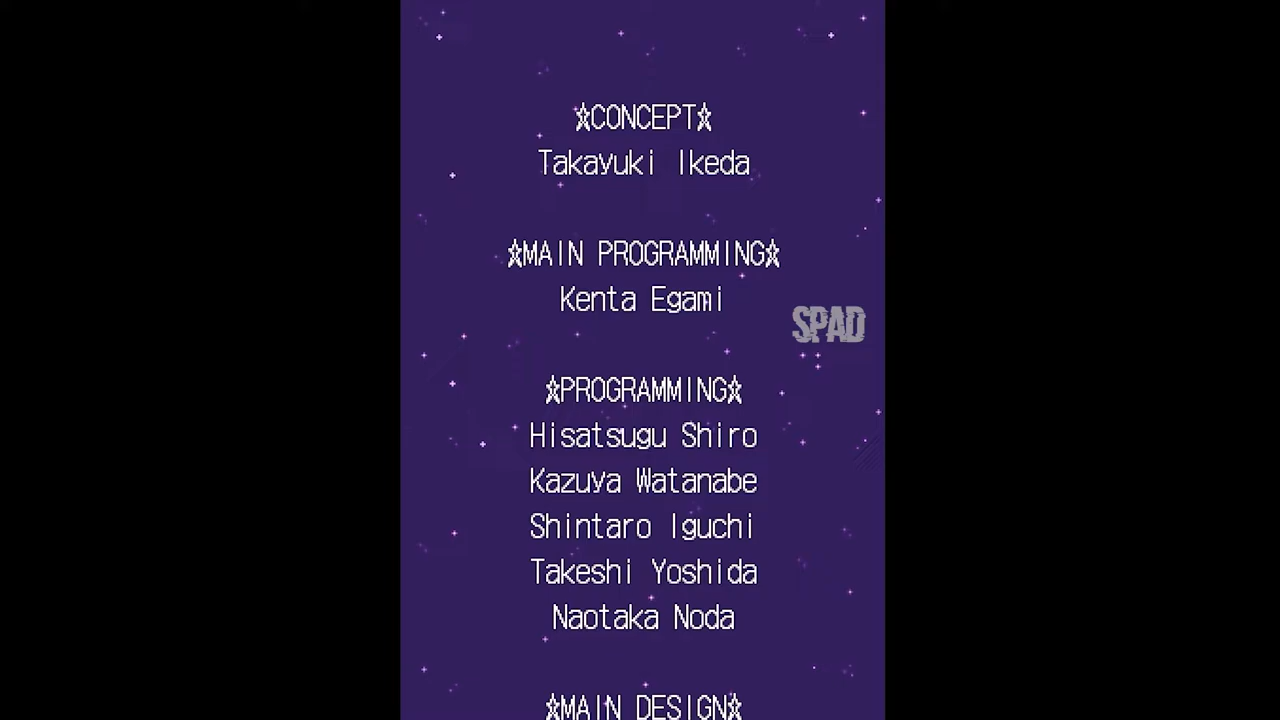 ☆CONCEPT☆
Takayuki Ikeda
☆MAIN PROGRAMMING☆
Kenta Egami
SPAD
☆PROGRAMMING☆
Hisatsugu Shiro
Kazuya Watanabe
Shintaro Iguchi
Takeshi Yoshida
Naotaka Noda
☆MAIN DESIGN☆